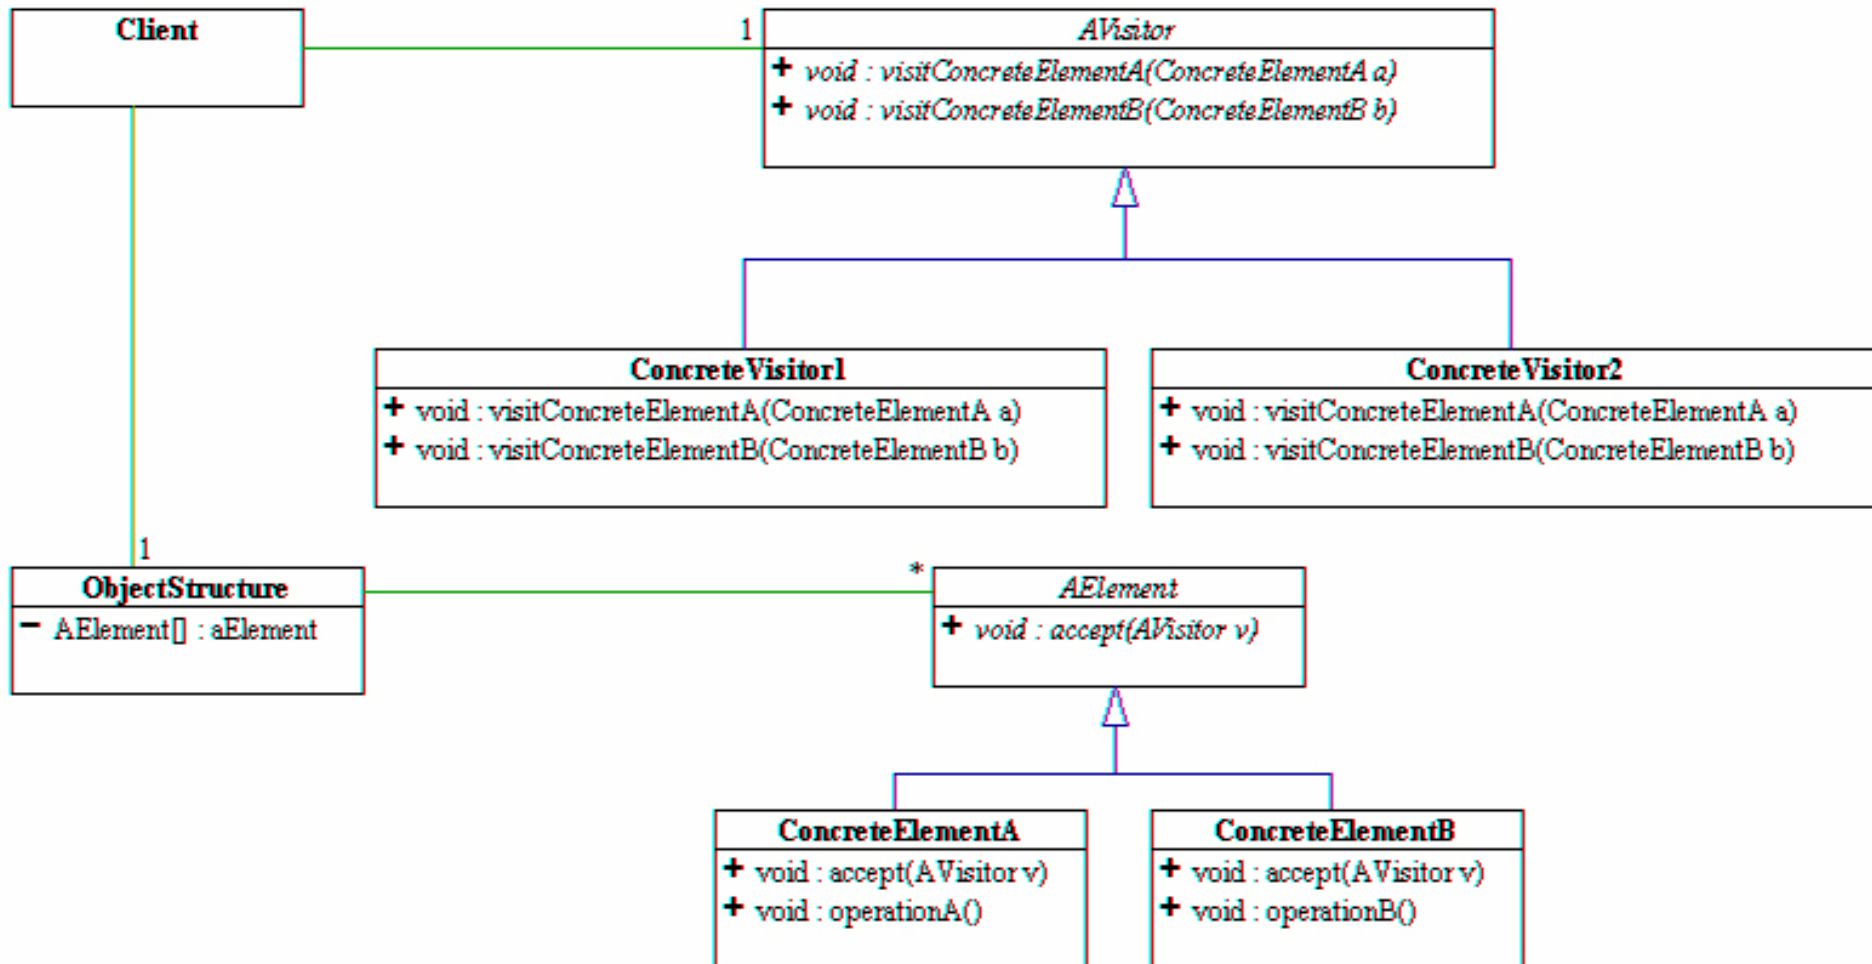 Client
1
AVisitor
+ void : visitConcreteElementA(ConcreteElementA a)
+ void : visitConcreteElementB(ConcreteElementB b)
ConcreteVisitor1
+ void : visitConcreteElementA(ConcreteElementA a)
+ void : visitConcreteElementB(ConcreteElementB b)
ConcreteVisitor2
+ void : visitConcreteElementA(ConcreteElementA a)
+ void : visitConcreteElementB(ConcreteElementB b)
1
ObjectStructure
- AElement[] : aElement
*
AElement
+ void : accept(AVisitor v)
ConcreteElementA
+ void : accept(AVisitor v)
+ void : operationA()
ConcreteElementB
+ void : accept(AVisitor v)
+ void : operationB()